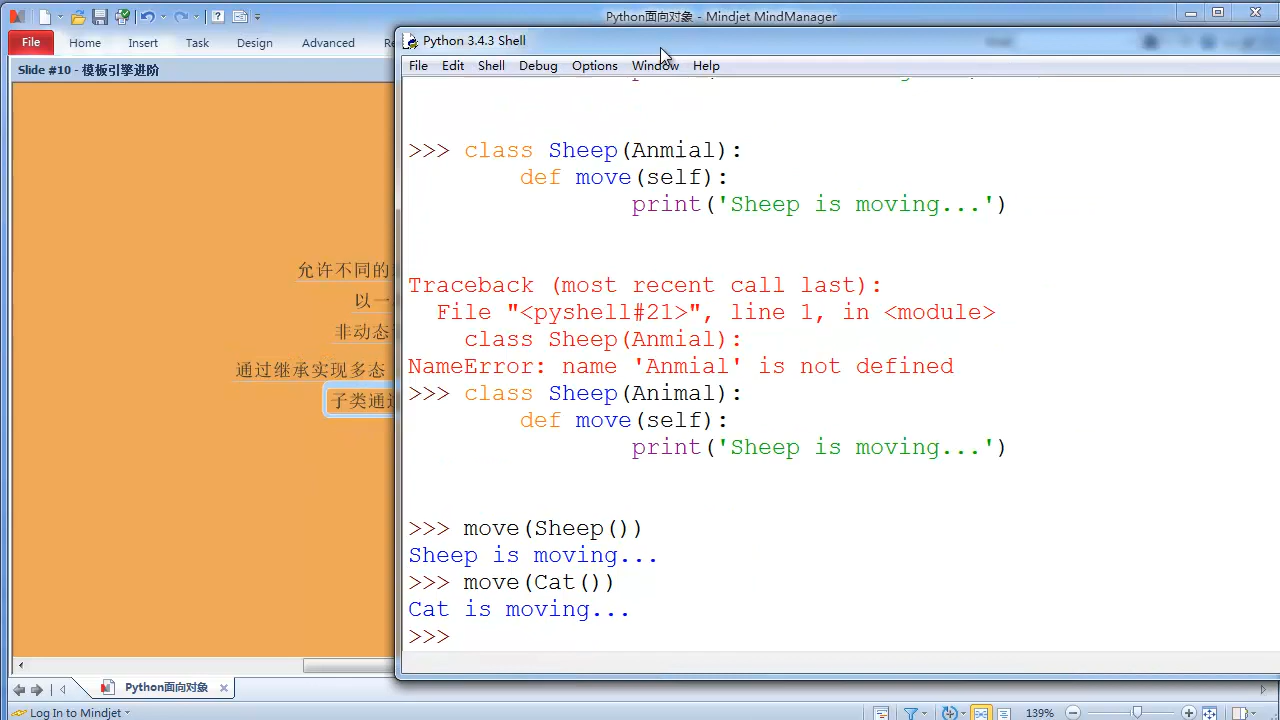 Python面向对象 - Mindjet MindManager
File Home Insert Task Design Advanced Re
Slide #10 - 模板引擎进阶
Python 3.4.3 Shell
File Edit Shell Debug Options Window Help
>>> class Sheep(Anmial):
def move(self):
print('Sheep is moving...')
Traceback (most recent call last):
File "<pyshell#21>", line 1, in <module>
class Sheep(Anmial):
NameError: name 'Anmial' is not defined
>>> class Sheep(Animal):
def move(self):
print('Sheep is moving...')
>>> move(Sheep())
Sheep is moving...
>>> move(Cat())
Cat is moving...
>>>
允许不同的
以一
非动态
通过继承实现多态
子类通
Python面向对象
Log In to Mindjet
139%